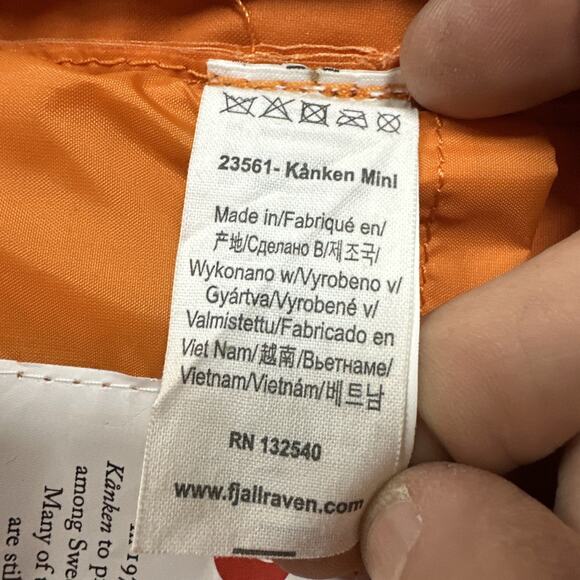 23561- Kånken Mini
Made in/Fabriqué en/
产地/Сделано В/제조국/
Wykonano w/Vyrobeno v/
Gyártva/Vyrobené v/
Valmistettu/Fabricado en
Viet Nam/越南/Вьетнаме/
Vietnam/Vietnám/베트남
RN 132540
www.fjallraven.com
Kånken to p
among Swe
Many of
are stil